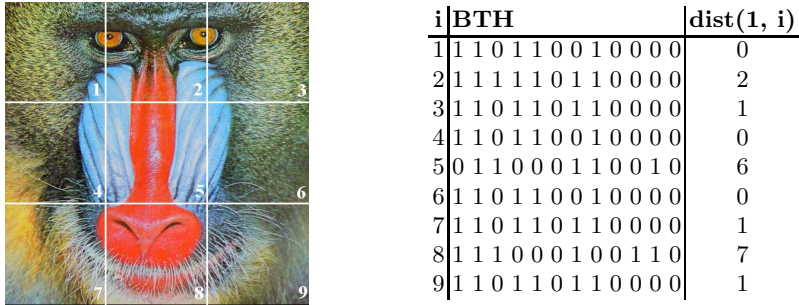 1 2 3
4 5 6
7 8 9
i BTH dist(1, i)
1 1 1 0 1 1 0 0 1 0 0 0 0 0
2 1 1 1 1 1 0 1 1 0 0 0 0 2
3 1 1 0 1 1 0 1 1 0 0 0 0 1
4 1 1 0 1 1 0 0 1 0 0 0 0 0
5 0 1 1 0 0 0 1 1 0 0 1 0 6
6 1 1 0 1 1 0 0 1 0 0 0 0 0
7 1 1 0 1 1 0 1 1 0 0 0 0 1
8 1 1 1 0 0 0 1 0 0 1 1 0 7
9 1 1 0 1 1 0 1 1 0 0 0 0 1